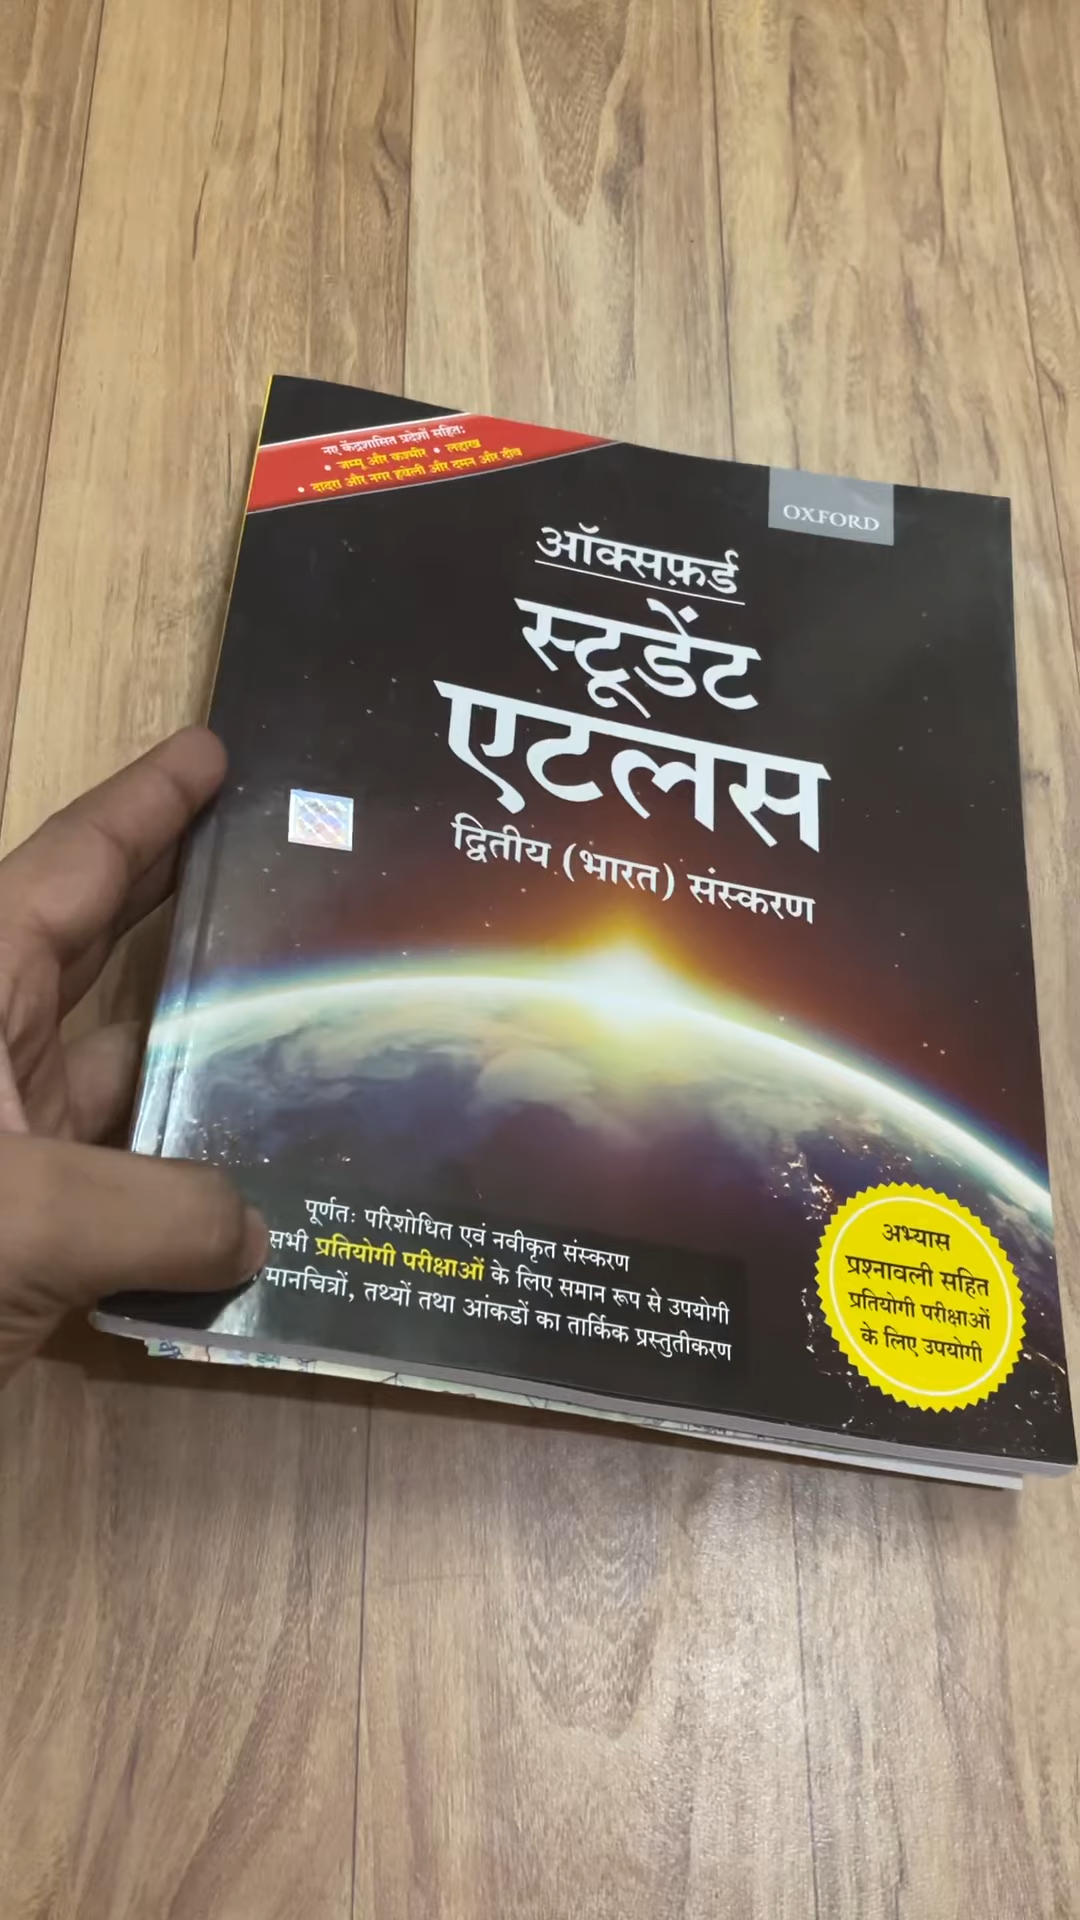 नए केंद्रशासित प्रदेशों सहित:
• जम्मू और कश्मीर • लद्दाख
• दादरा और नगर हवेली और दमन और दीव
OXFORD
ऑक्सफ़र्ड
स्टूडेंट
एटलस
द्वितीय (भारत) संस्करण
पूर्णतः परिशोधित एवं नवीकृत संस्करण
सभी प्रतियोगी परीक्षाओं के लिए समान रूप से उपयोगी
मानचित्रों, तथ्यों तथा आंकडों का तार्किक प्रस्तुतीकरण
अभ्यास
प्रश्नावली सहित
प्रतियोगी परीक्षाओं
के लिए उपयोगी